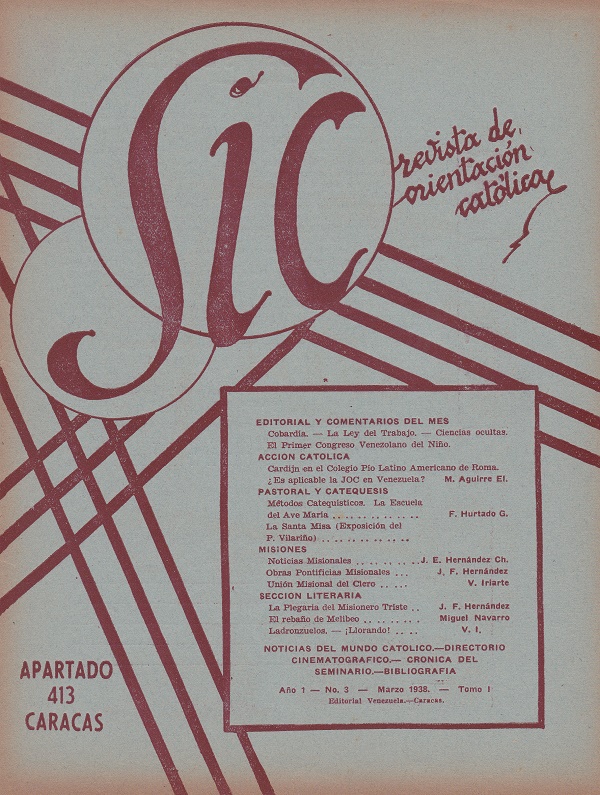 Sic
revista de
orientación
católica
EDITORIAL Y COMENTARIOS DEL MES
Cobardía. — La Ley del Trabajo. — Ciencias ocultas.
El Primer Congreso Venezolano del Niño.
ACCION CATOLICA
Cardijn en el Colegio Pío Latino Americano de Roma.
¿Es aplicable la JOC en Venezuela? M. Aguirre El.
PASTORAL Y CATEQUESIS
Métodos Catequísticos. La Escuela
del Ave María .. .. .. .. .. .. .. F. Hurtado G.
La Santa Misa (Exposición del
P. Vilariño) .. .. .. .. .. .. ..
MISIONES
Noticias Misionales .. .. .. .. .. J. E. Hernández Ch.
Obras Pontificias Misionales ... J. F. Hernández
Unión Misional del Clero .. .... V. Iriarte
SECCION LITERARIA
La Plegaria del Misionero Triste .. J. F. Hernández
El rebaño de Melibeo .. .. .. .. . Miguel Navarro
Ladronzuelos. — ¡Llorando! .. .. V. I.
NOTICIAS DEL MUNDO CATOLICO.—DIRECTORIO
CINEMATOGRAFICO.— CRONICA DEL
SEMINARIO.—BIBLIOGRAFIA
Año 1 — No. 3 — Marzo 1938. — Tomo I
Editorial Venezuela.—Caracas.
APARTADO
413
CARACAS